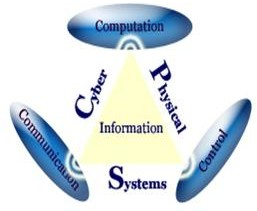 Computation
Cyber
Physical
Information
Communication
Control
Systems